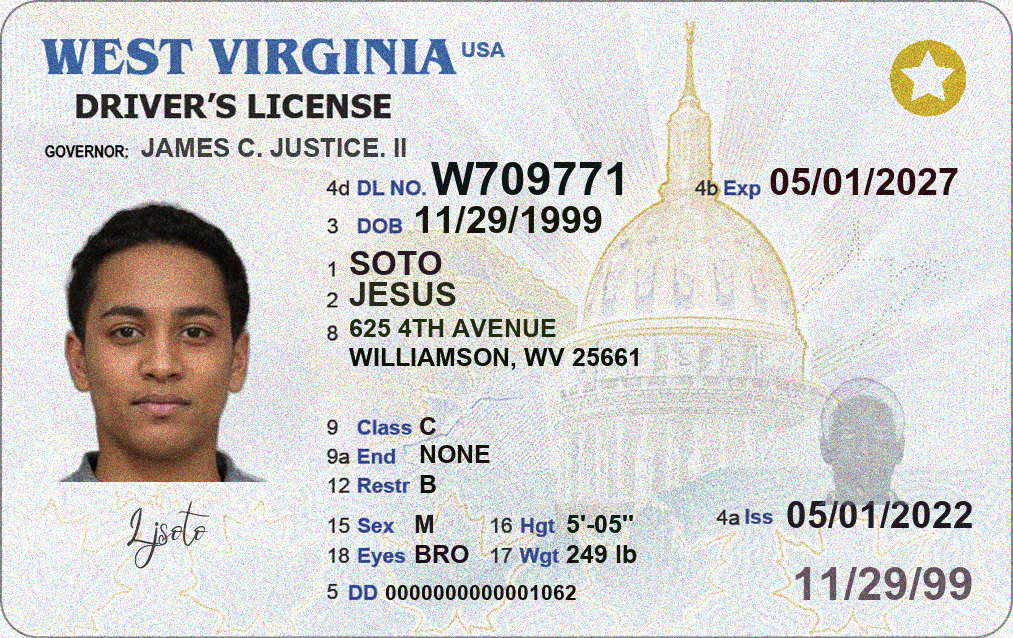 WEST VIRGINIA USA
DRIVER'S LICENSE
GOVERNOR: JAMES C. JUSTICE. II
4d DL NO. W709771 4b Exp 05/01/2027
3 DOB 11/29/1999
1 SOTO
2 JESUS
8 625 4TH AVENUE
WILLIAMSON, WV 25661
9 Class C
9a End NONE
12 Restr B
15 Sex M 16 Hgt 5'-05" 4a Iss 05/01/2022
18 Eyes BRO 17 Wgt 249 lb
5 DD 0000000000001062
11/29/99
Ljsoto